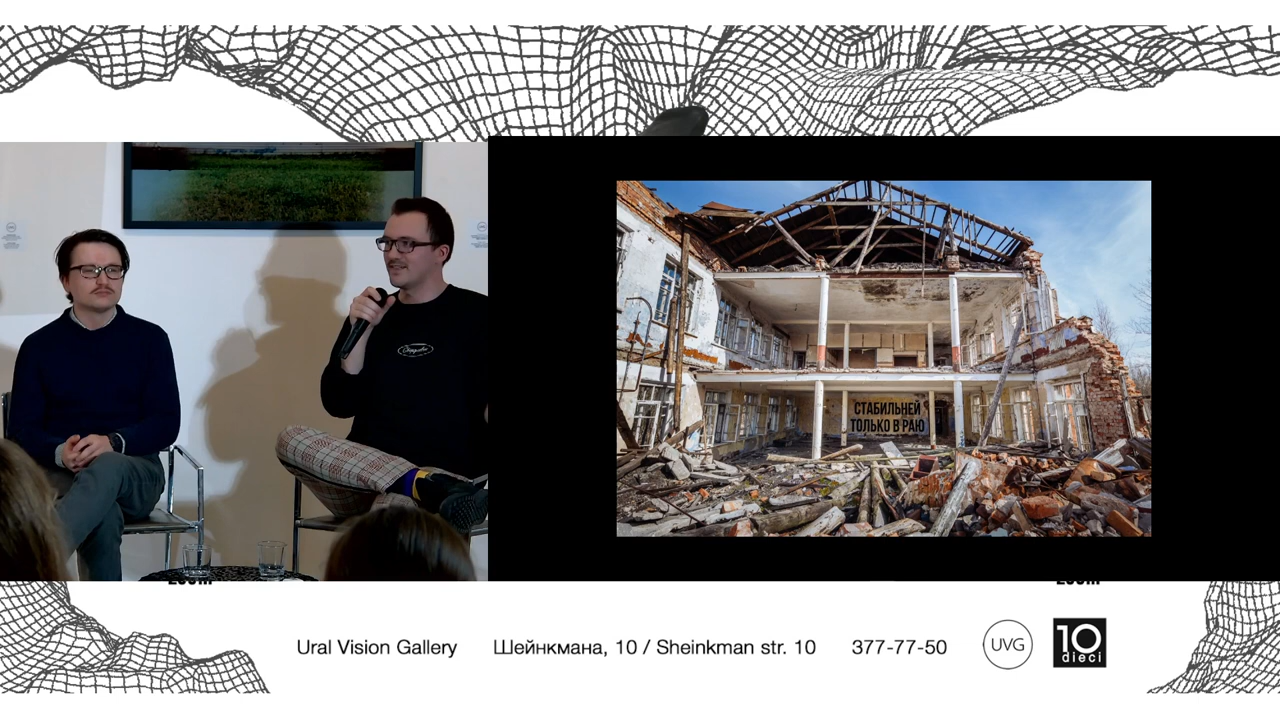 СТАБИЛЬНЕЙ
ТОЛЬКО В РАЮ
Ural Vision Gallery Шейнкмана, 10 / Sheinkman str. 10 377-77-50 UVG 10
dieci